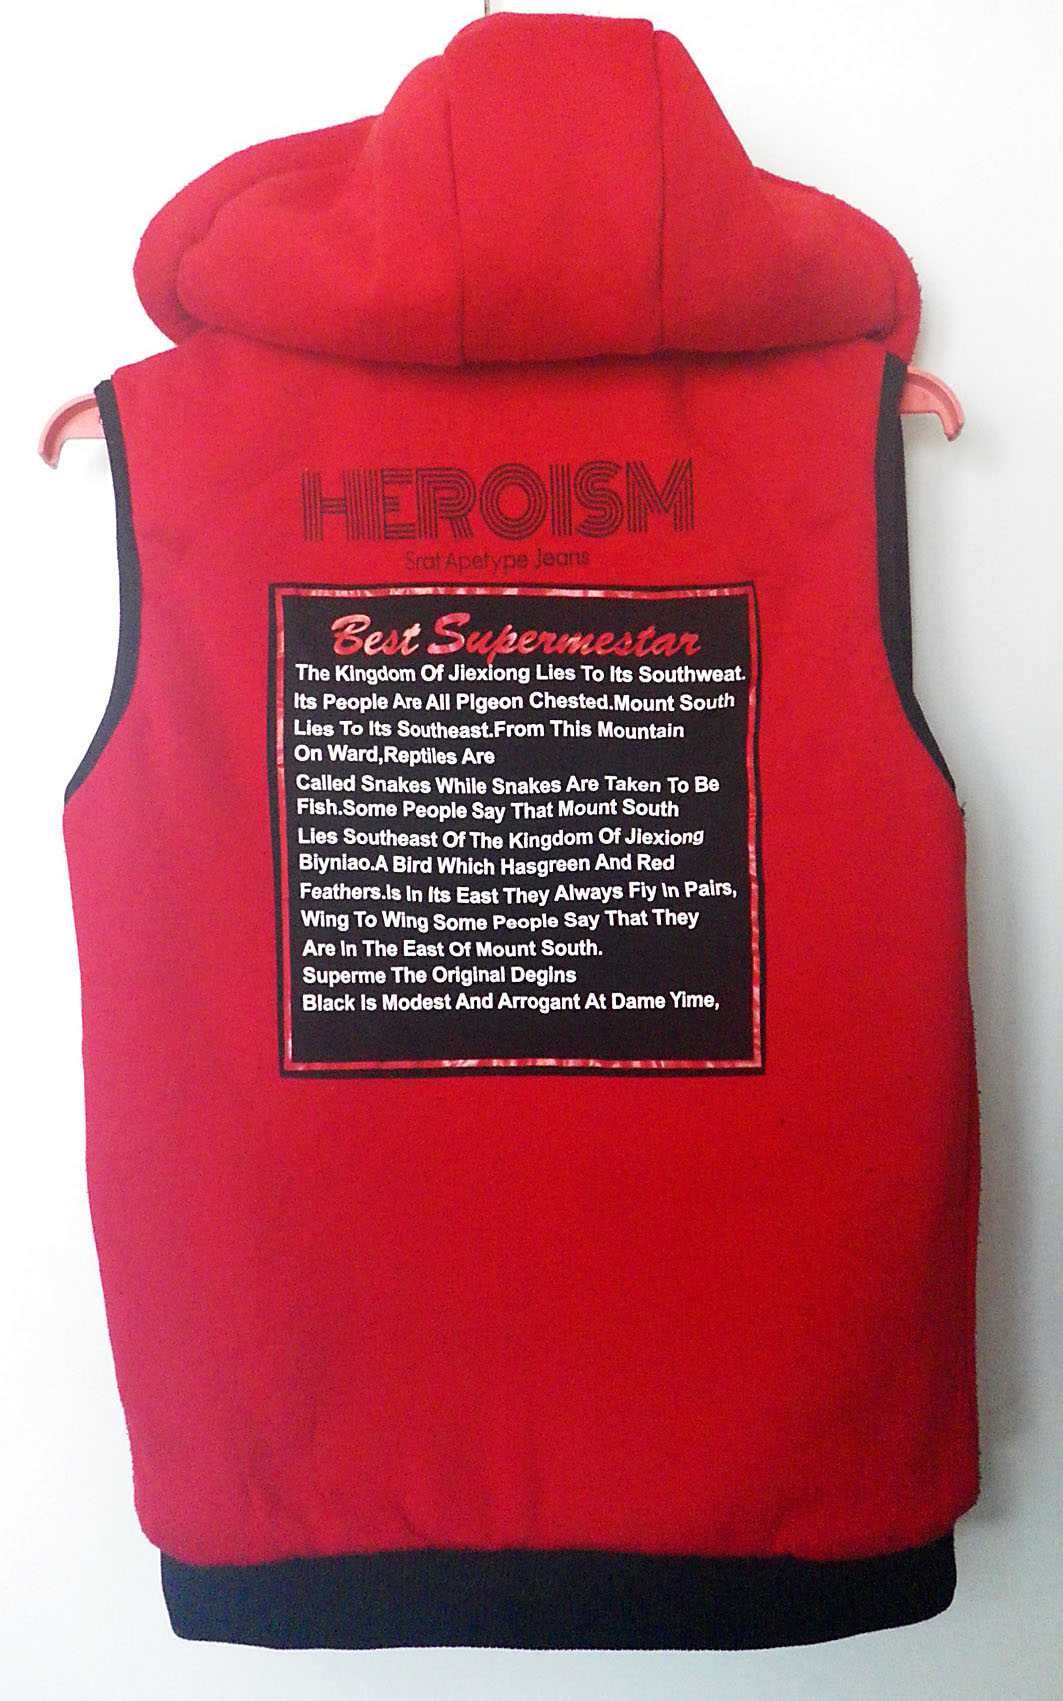 HEROISM
Srat Apetype Jeans
Best Supermestar
The Kingdom Of Jiexiong Lies To Its Southweat.
Its People Are All Plgeon Chested.Mount South
Lies To Its Southeast.From This Mountain
On Ward,Reptiles Are
Called Snakes While Snakes Are Taken To Be
Flsh.Some People Say That Mount South
Lies Southeast Of The Kingdom Of Jiexiong
Biyniao.A Bird Which Hasgreen And Red
Feathers.Is In Its East They Always Fiy In Pairs,
Wing To Wing Some People Say That They
Are In The East Of Mount South.
Superme The Original Degins
Black Is Modest And Arrogant At Dame Yime,